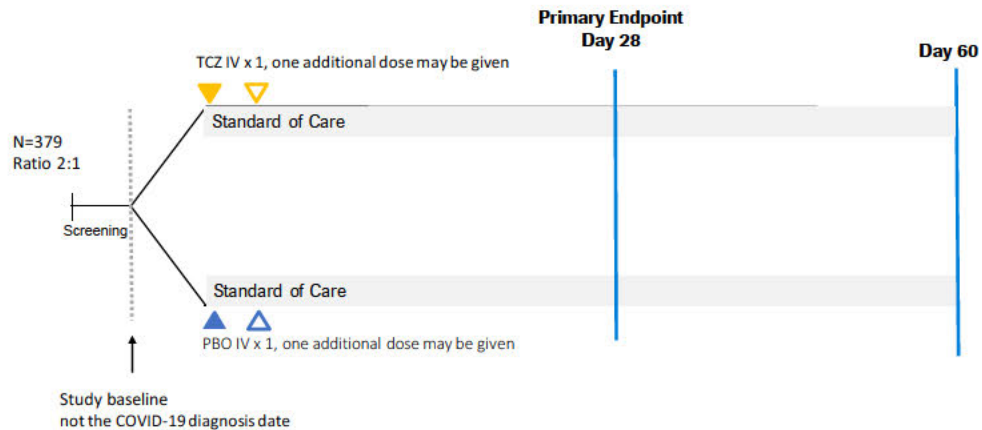 Primary Endpoint
Day 28
Day 60
TCZ IV x 1, one additional dose may be given
Standard of Care
N=379
Ratio 2:1
Screening
Standard of Care
PBO IV x 1, one additional dose may be given
Study baseline
not the COVID-19 diagnosis date